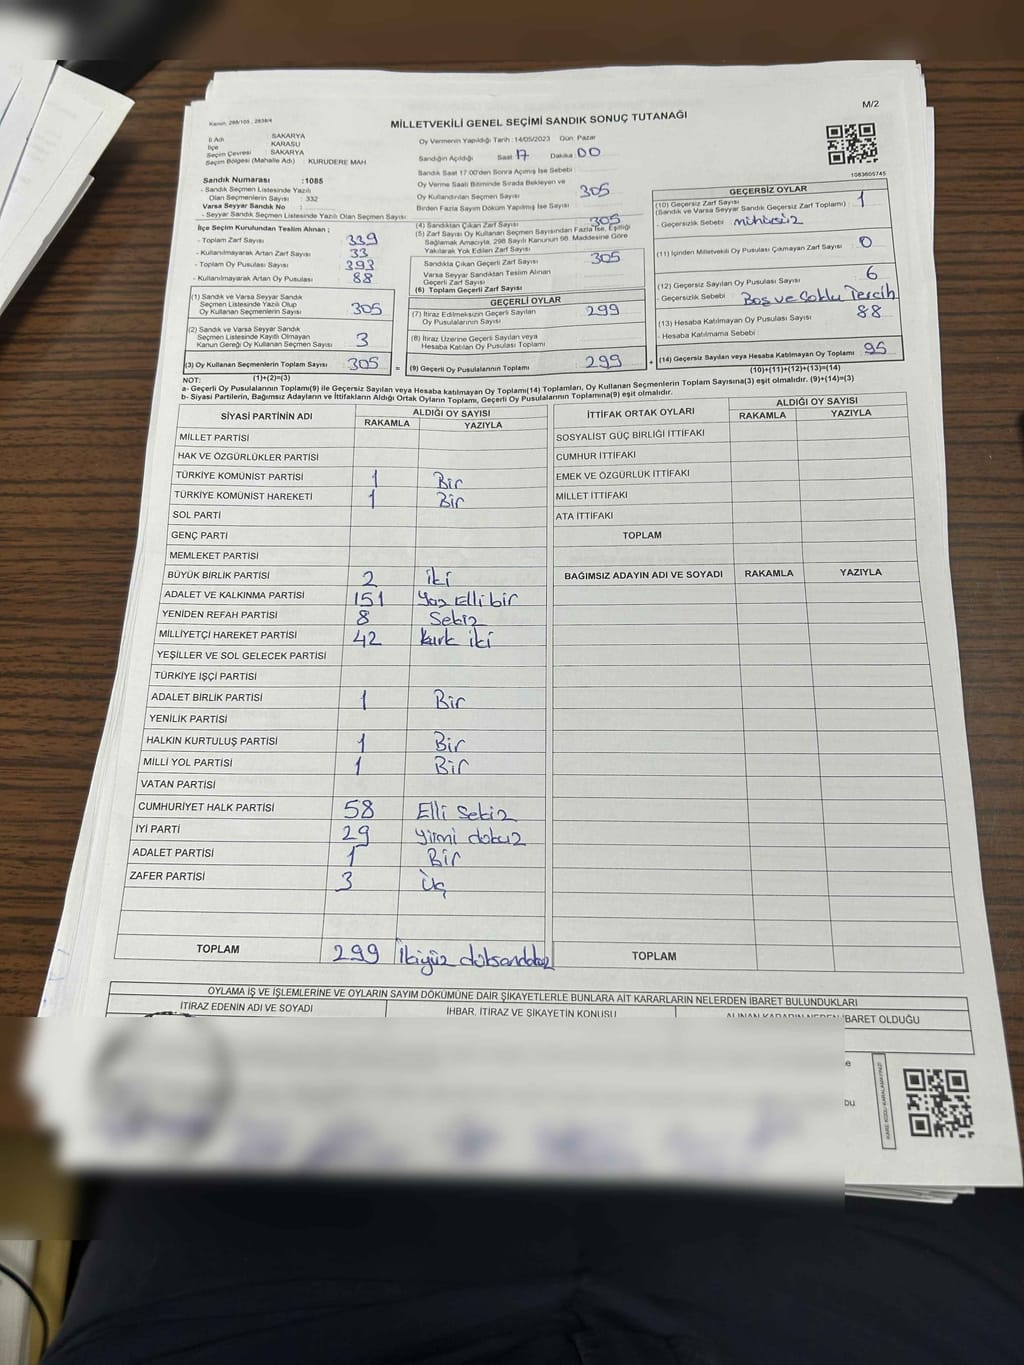 M/2
Kanun: 298/105 , 2839/4
MİLLETVEKİLİ GENEL SEÇİMİ SANDIK SONUÇ TUTANAĞI
İl Adı : SAKARYA
İlçe : KARASU
Seçim Çevresi : SAKARYA
Seçim Bölgesi (Mahalle Adı) : KURUDERE MAH.
Sandık Numarası :1085
- Sandık Seçmen Listesinde Yazılı
Olan Seçmenlerin Sayısı : 332
Varsa Seyyar Sandık No :
- Seyyar Sandık Seçmen Listesinde Yazılı Olan Seçmen Sayısı
Oy Vermenin Yapıldığı Tarih :14/05/2023 Gün: Pazar
Sandığın Açıldığı Saat: 17 Dakika: 00
Sandık Saat 17:00'den Sonra Açılmış İse Sebebi :
Oy Verme Saati Bitiminde Sırada Bekleyen ve
Oy Kullandırılan Seçmen Sayısı 305
Birden Fazla Sayım Döküm Yapılmış İse Sayısı
1083605745
İlçe Seçim Kurulundan Teslim Alınan ;
- Toplam Zarf Sayısı 339
- Kullanılmayarak Artan Zarf Sayısı 33
- Toplam Oy Pusulası Sayısı 393
- Kullanılmayarak Artan Oy Pusulası 88
(1) Sandık ve Varsa Seyyar Sandık
Seçmen Listesinde Yazılı Olup
Oy Kullanan Seçmenlerin Sayısı 305
(2) Sandık ve Varsa Seyyar Sandık
Seçmen Listesinde Kayıtlı Olmayan
Kanun Gereği Oy Kullanan Seçmen Sayısı 3
(3) Oy Kullanan Seçmenlerin Toplam Sayısı 305 =
(1)+(2)=(3)
(4) Sandıktan Çıkan Zarf Sayısı 305
(5) Zarf Sayısı Oy Kullanan Seçmen Sayısından Fazla İse, Eşitliği
Sağlamak Amacıyla, 298 Sayılı Kanunun 98. Maddesine Göre
Yakılarak Yok Edilen Zarf Sayısı
Sandıkta Çıkan Geçerli Zarf Sayısı 305
Varsa Seyyar Sandıktan Teslim Alınan
Geçerli Zarf Sayısı
(6) Toplam Geçerli Zarf Sayısı
GEÇERLİ OYLAR
(7) İtiraz Edilmeksizin Geçerli Sayılan
Oy Pusulalarının Sayısı 299
(8) İtiraz Üzerine Geçerli Sayılan veya
Hesaba Katılan Oy Pusulası Toplamı
(9) Geçerli Oy Pusulalarının Toplamı 299 +
GEÇERSİZ OYLAR
(10) Geçersiz Zarf Sayısı
(Sandık ve Varsa Seyyar Sandık Geçersiz Zarf Toplamı) : 1
- Geçersizlik Sebebi : mühürsüz
(11) İçinden Milletvekili Oy Pusulası Çıkmayan Zarf Sayısı 0
(12) Geçersiz Sayılan Oy Pusulası Sayısı 6
- Geçersizlik Sebebi : Boş ve Çoklu Tercih
(13) Hesaba Katılmayan Oy Pusulası Sayısı 88
- Hesaba Katılmama Sebebi :
(14) Geçersiz Sayılan veya Hesaba Katılmayan Oy Toplamı 95
(10)+(11)+(12)+(13)=(14)
NOT:
a- Geçerli Oy Pusulalarının Toplamı(9) ile Geçersiz Sayılan veya Hesaba katılmayan Oy Toplamı(14) Toplamları, Oy Kullanan Seçmenlerin Toplam Sayısına(3) eşit olmalıdır. (9)+(14)=(3)
b- Siyasi Partilerin, Bağımsız Adayların ve İttifakların Aldığı Ortak Oyların Toplamı, Geçerli Oy Pusulalarının Toplamına(9) eşit olmalıdır.
SİYASİ PARTİNİN ADI ALDIĞI OY SAYISI
RAKAMLA YAZIYLA
MİLLET PARTİSİ
HAK VE ÖZGÜRLÜKLER PARTİSİ
TÜRKİYE KOMÜNİST PARTİSİ 1 Bir
TÜRKİYE KOMÜNİST HAREKETİ 1 Bir
SOL PARTİ
GENÇ PARTİ
MEMLEKET PARTİSİ
BÜYÜK BİRLİK PARTİSİ 2 iki
ADALET VE KALKINMA PARTİSİ 151 Yüz Elli bir
YENİDEN REFAH PARTİSİ 8 Sekiz
MİLLİYETÇİ HAREKET PARTİSİ 42 Kırk iki
YEŞİLLER VE SOL GELECEK PARTİSİ
TÜRKİYE İŞÇİ PARTİSİ
ADALET BİRLİK PARTİSİ 1 Bir
YENİLİK PARTİSİ
HALKIN KURTULUŞ PARTİSİ 1 Bir
MİLLİ YOL PARTİSİ 1 Bir
VATAN PARTİSİ
CUMHURİYET HALK PARTİSİ 58 Elli Sekiz
İYİ PARTİ 29 Yirmi dokuz
ADALET PARTİSİ 1 Bir
ZAFER PARTİSİ 3 Üç
TOPLAM 299 İkiyüz doksandokuz
İTTİFAK ORTAK OYLARI ALDIĞI OY SAYISI
RAKAMLA YAZIYLA
SOSYALİST GÜÇ BİRLİĞİ İTTİFAKI
CUMHUR İTTİFAKI
EMEK VE ÖZGÜRLÜK İTTİFAKI
MİLLET İTTİFAKI
ATA İTTİFAKI
TOPLAM
BAĞIMSIZ ADAYIN ADI VE SOYADI RAKAMLA YAZIYLA
TOPLAM
OYLAMA İŞ VE İŞLEMLERİNE VE OYLARIN SAYIM DÖKÜMÜNE DAİR ŞİKAYETLERLE BUNLARA AİT KARARLARIN NELERDEN İBARET BULUNDUKLARI
İTİRAZ EDENİN ADI VE SOYADI İHBAR, İTİRAZ VE ŞİKAYETİN KONUSU ALINAN KARARIN NEDEN İBARET OLDUĞU